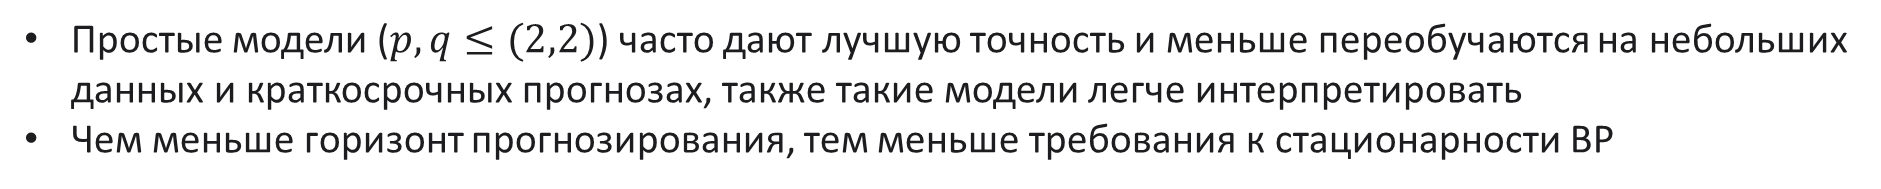 • Простые модели (p, q ≤ (2,2)) часто дают лучшую точность и меньше переобучаются на небольших
данных и краткосрочных прогнозах, также такие модели легче интерпретировать
• Чем меньше горизонт прогнозирования, тем меньше требования к стационарности ВР